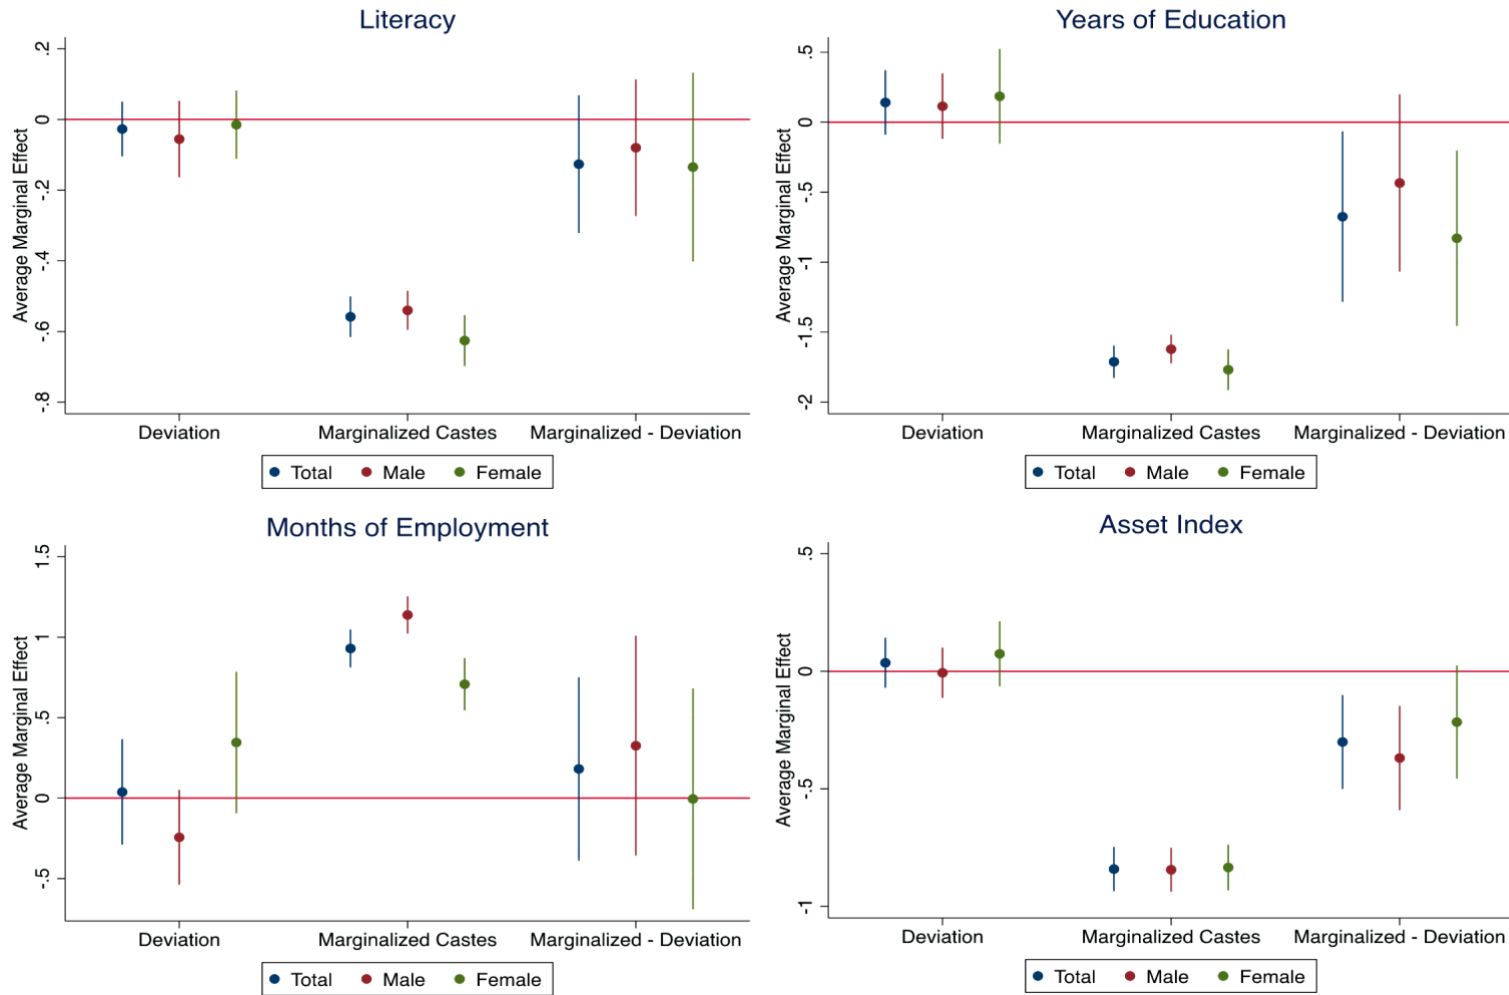 Literacy
Average Marginal Effect
.2
0
-.2
-.4
-.6
-.8
Deviation
Marginalized Castes
Marginalized - Deviation
Total
Male
Female
Years of Education
Average Marginal Effect
.5
0
-.5
-1
-1.5
-2
Deviation
Marginalized Castes
Marginalized - Deviation
Total
Male
Female
Months of Employment
Average Marginal Effect
1.5
1
.5
0
-.5
Deviation
Marginalized Castes
Marginalized - Deviation
Total
Male
Female
Asset Index
Average Marginal Effect
.5
0
-.5
-1
Deviation
Marginalized Castes
Marginalized - Deviation
Total
Male
Female